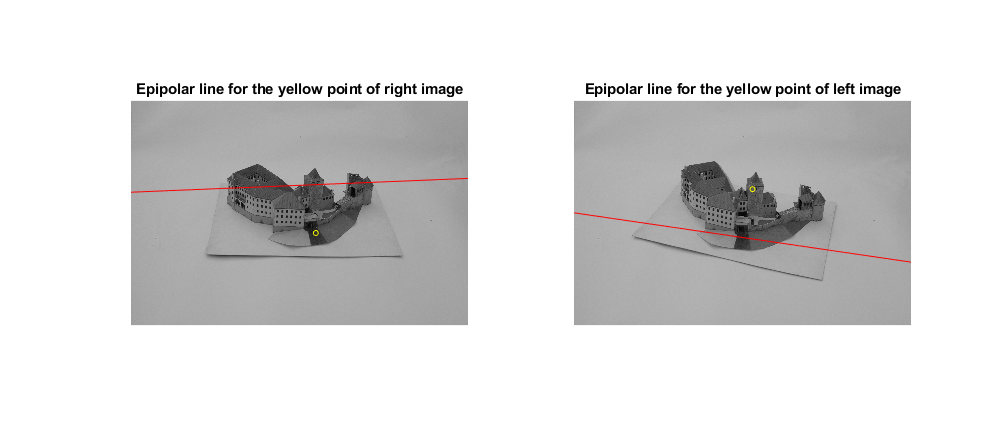 Epipolar line for the yellow point of right image
Epipolar line for the yellow point of left image